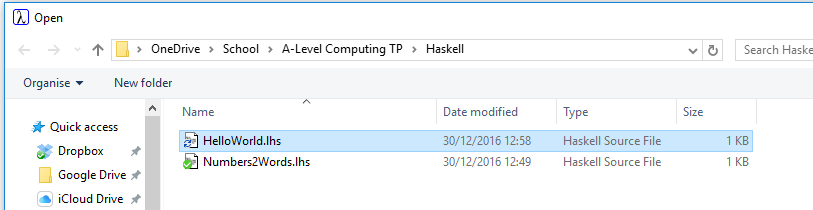 Open
OneDrive > School > A-Level Computing TP > Haskell
Search Haske
Organise
New folder
Name
Date modified
Type
Size
Quick access
HelloWorld.lhs 30/12/2016 12:58 Haskell Source File 1 KB
Dropbox
Numbers2Words.lhs 30/12/2016 12:49 Haskell Source File 1 KB
Google Drive
iCloud Drive